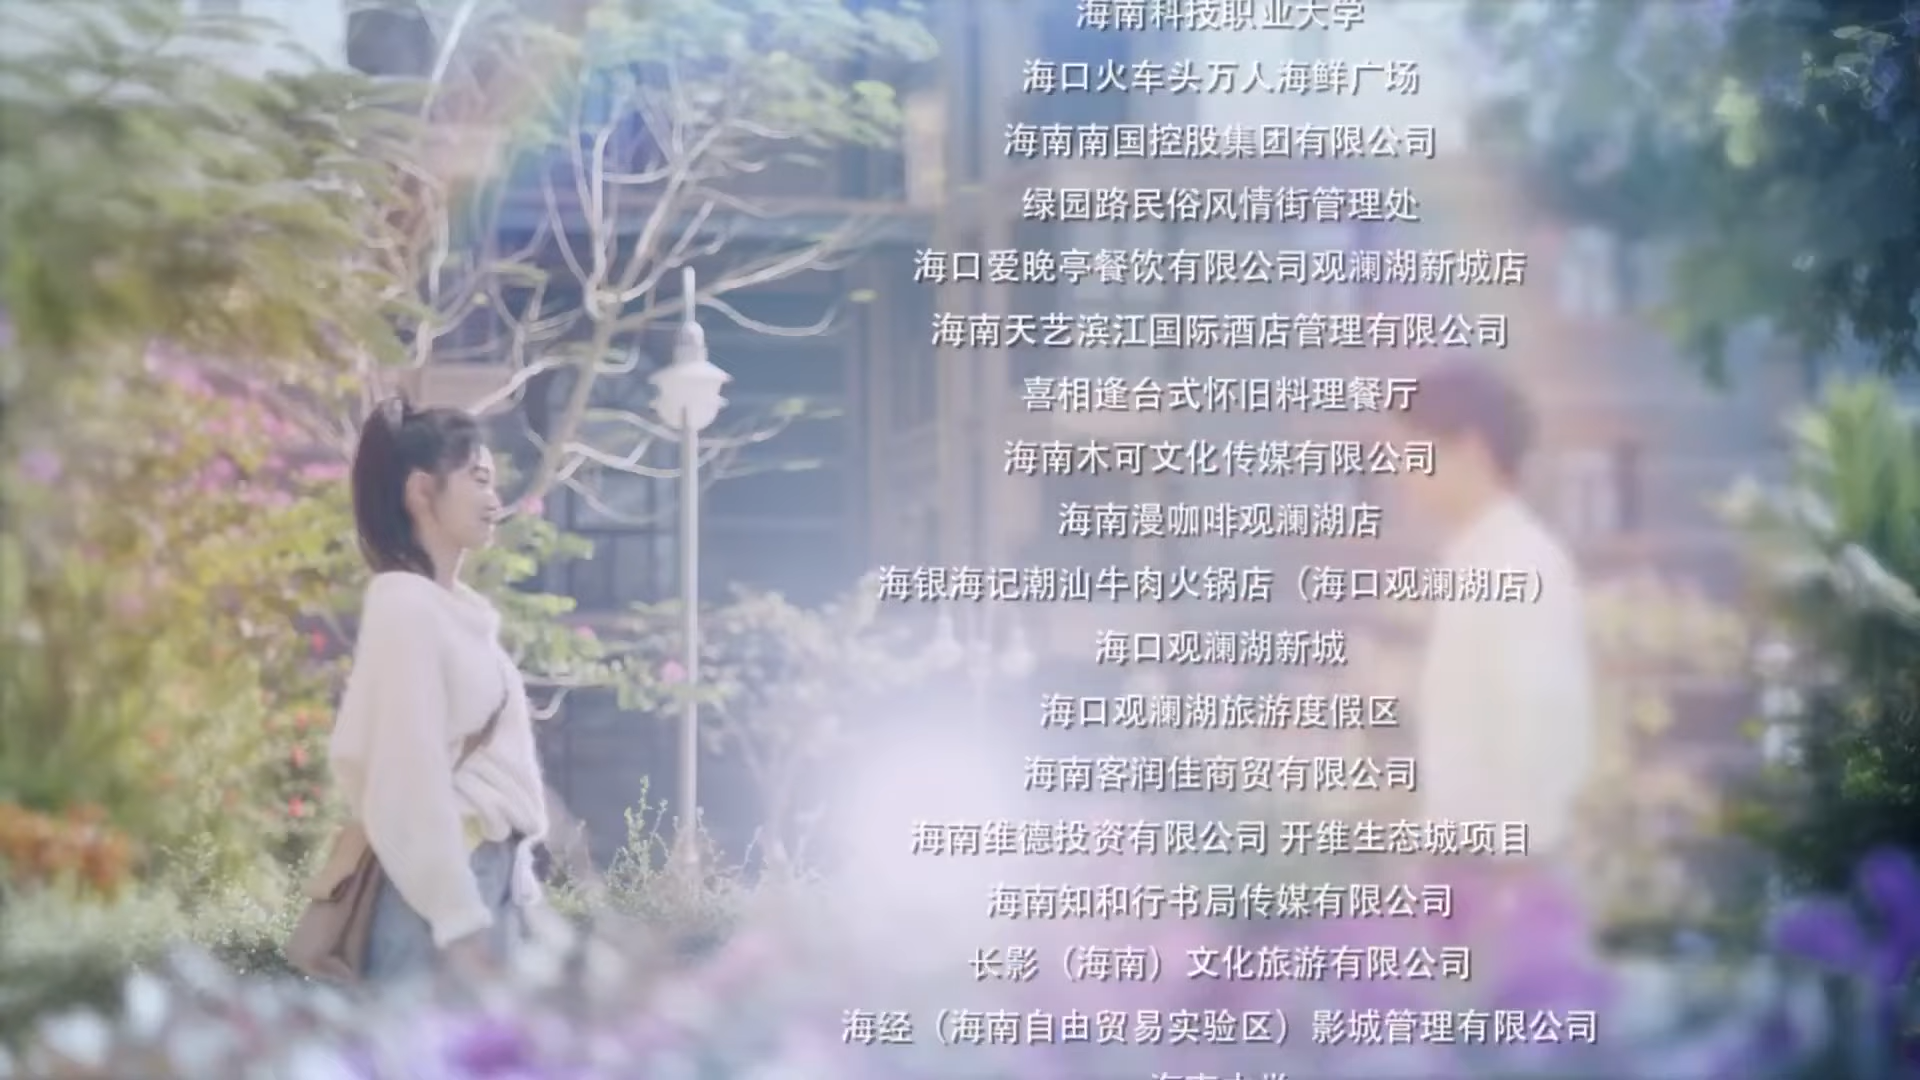 海南科技职业大学
海口火车头万人海鲜广场
海南南国控股集团有限公司
绿园路民俗风情街管理处
海口爱晚亭餐饮有限公司观澜湖新城店
海南天艺滨江国际酒店管理有限公司
喜相逢台式怀旧料理餐厅
海南木可文化传媒有限公司
海南漫咖啡观澜湖店
海银海记潮汕牛肉火锅店（海口观澜湖店）
海口观澜湖新城
海口观澜湖旅游度假区
海南客润佳商贸有限公司
海南维德投资有限公司 开维生态城项目
海南知和行书局传媒有限公司
长影（海南）文化旅游有限公司
海经（海南自由贸易实验区）影城管理有限公司